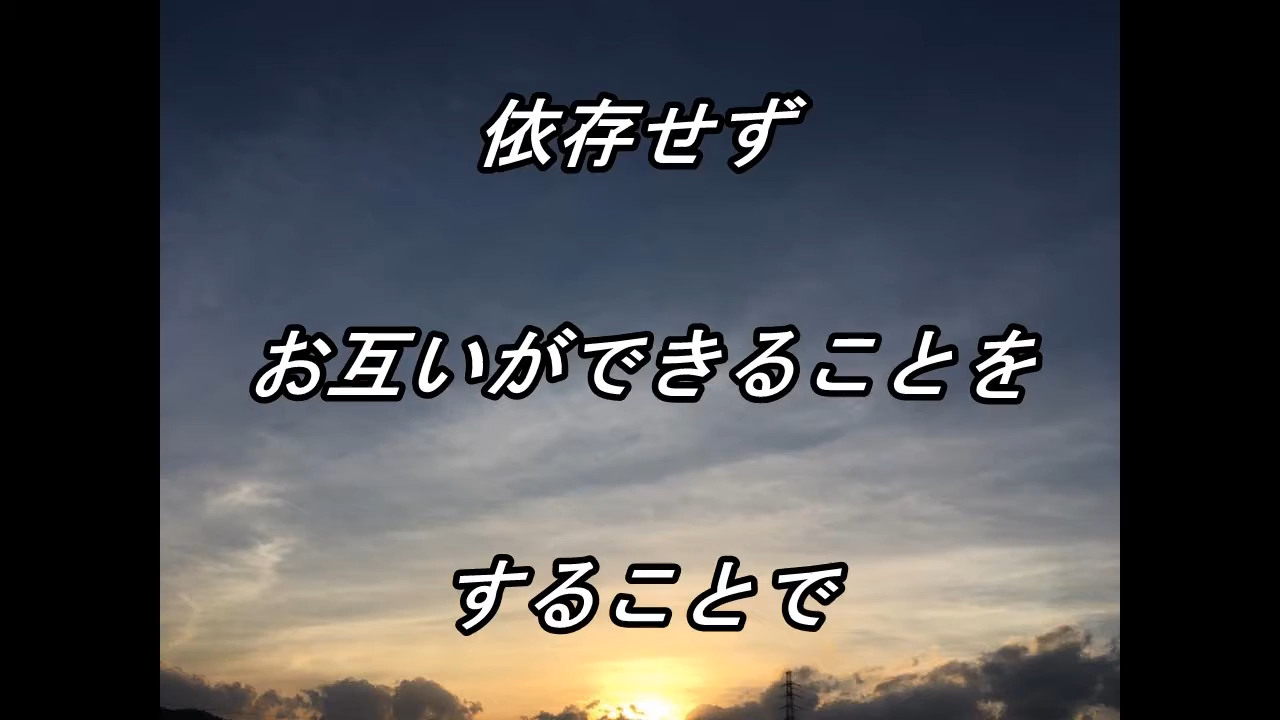 依存せず
お互いができることを
することで